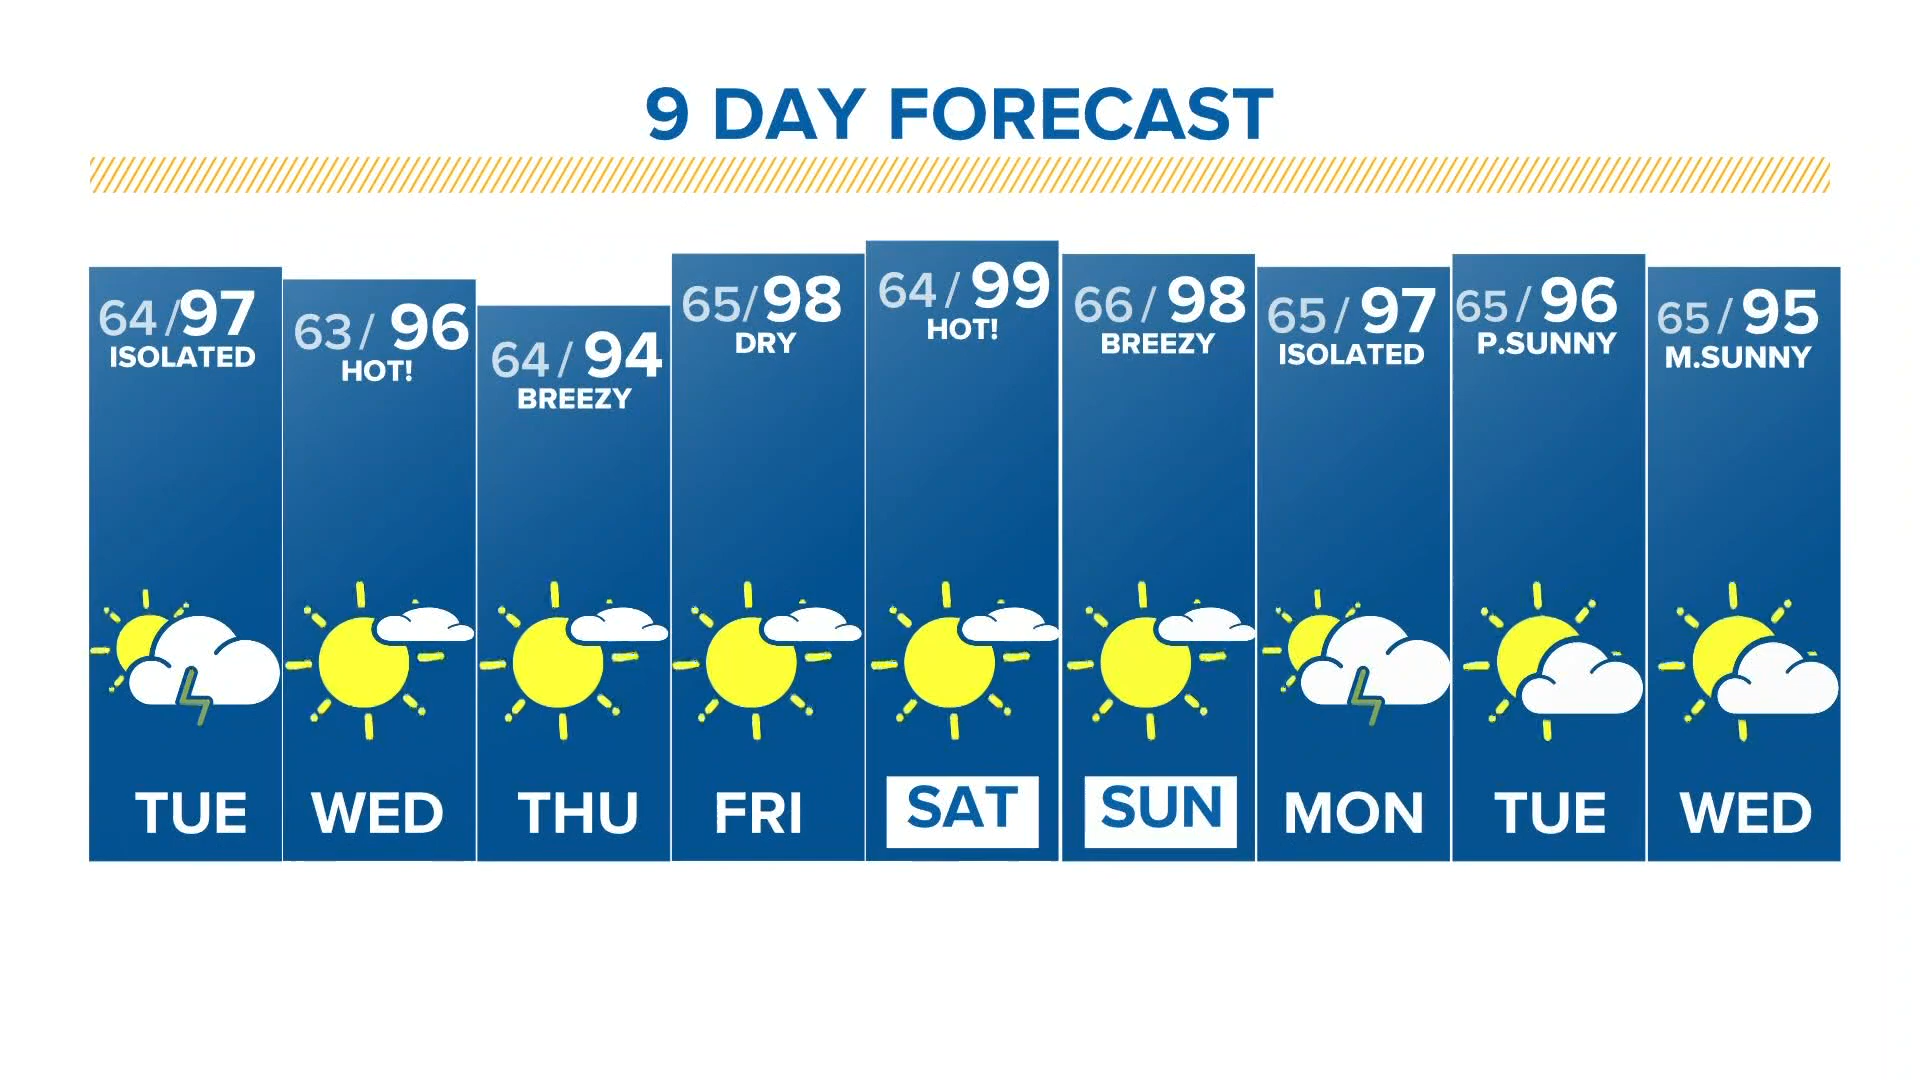 9 DAY FORECAST
64/97
ISOLATED
TUE
63/96
HOT!
WED
64/94
BREEZY
THU
65/98
DRY
FRI
64/99
HOT!
SAT
66/98
BREEZY
SUN
65/97
ISOLATED
MON
65/96
P.SUNNY
TUE
65/95
M.SUNNY
WED